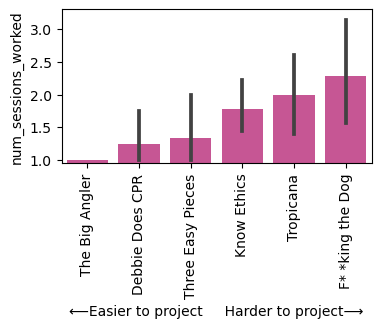 num_sessions_worked
3.0
2.5
2.0
1.5
1.0
The Big Angler
Debbie Does CPR
Three Easy Pieces
Know Ethics
Tropicana
F* *king the Dog
⟵Easier to project Harder to project⟶